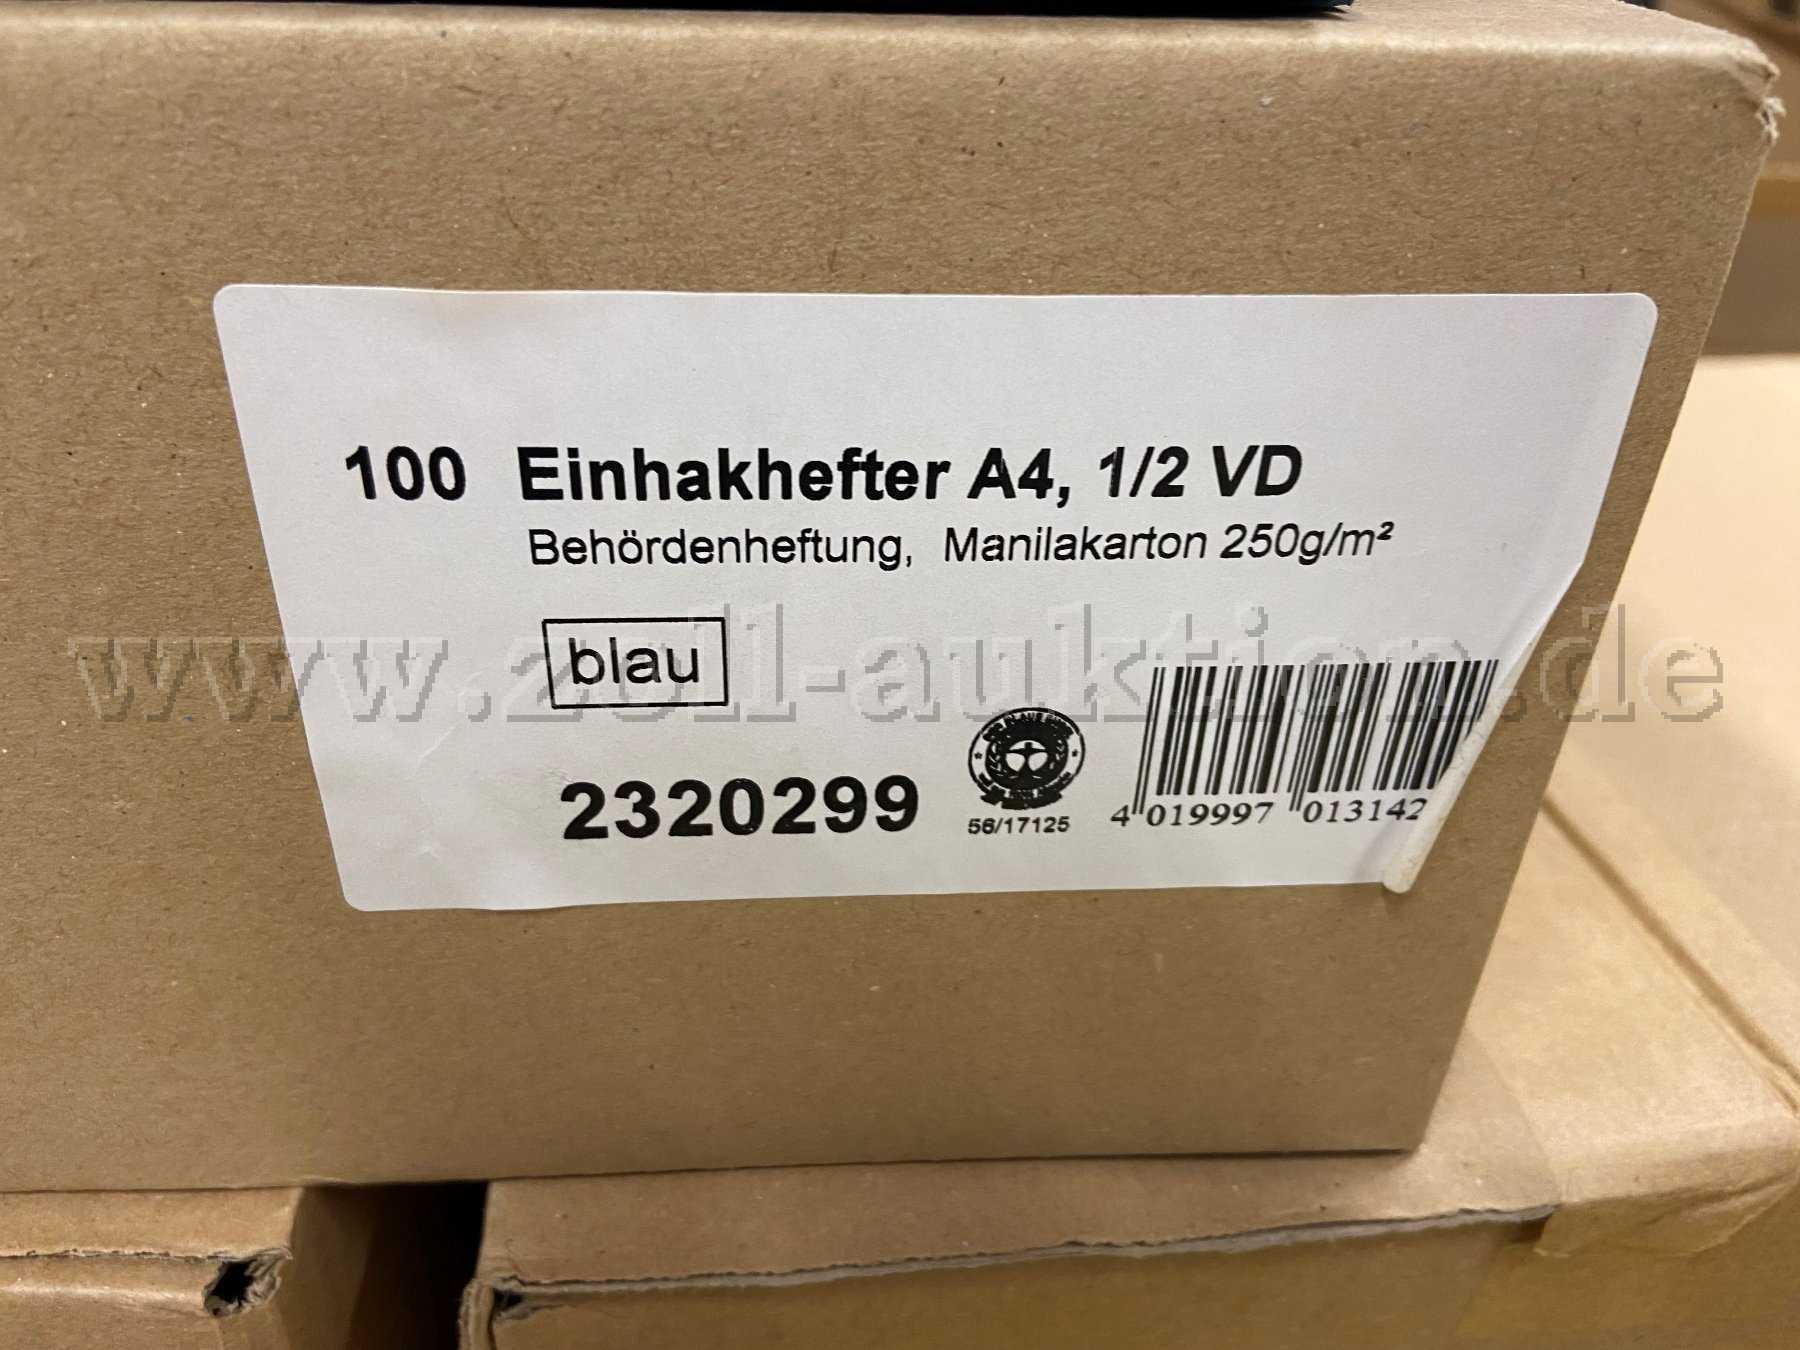 100 Einhakhefter A4, 1/2 VD
Behördenheftung, Manilakarton 250g/m²
blau
www.zoll-auktion.de
2320299
56/17125
4 019997 013142